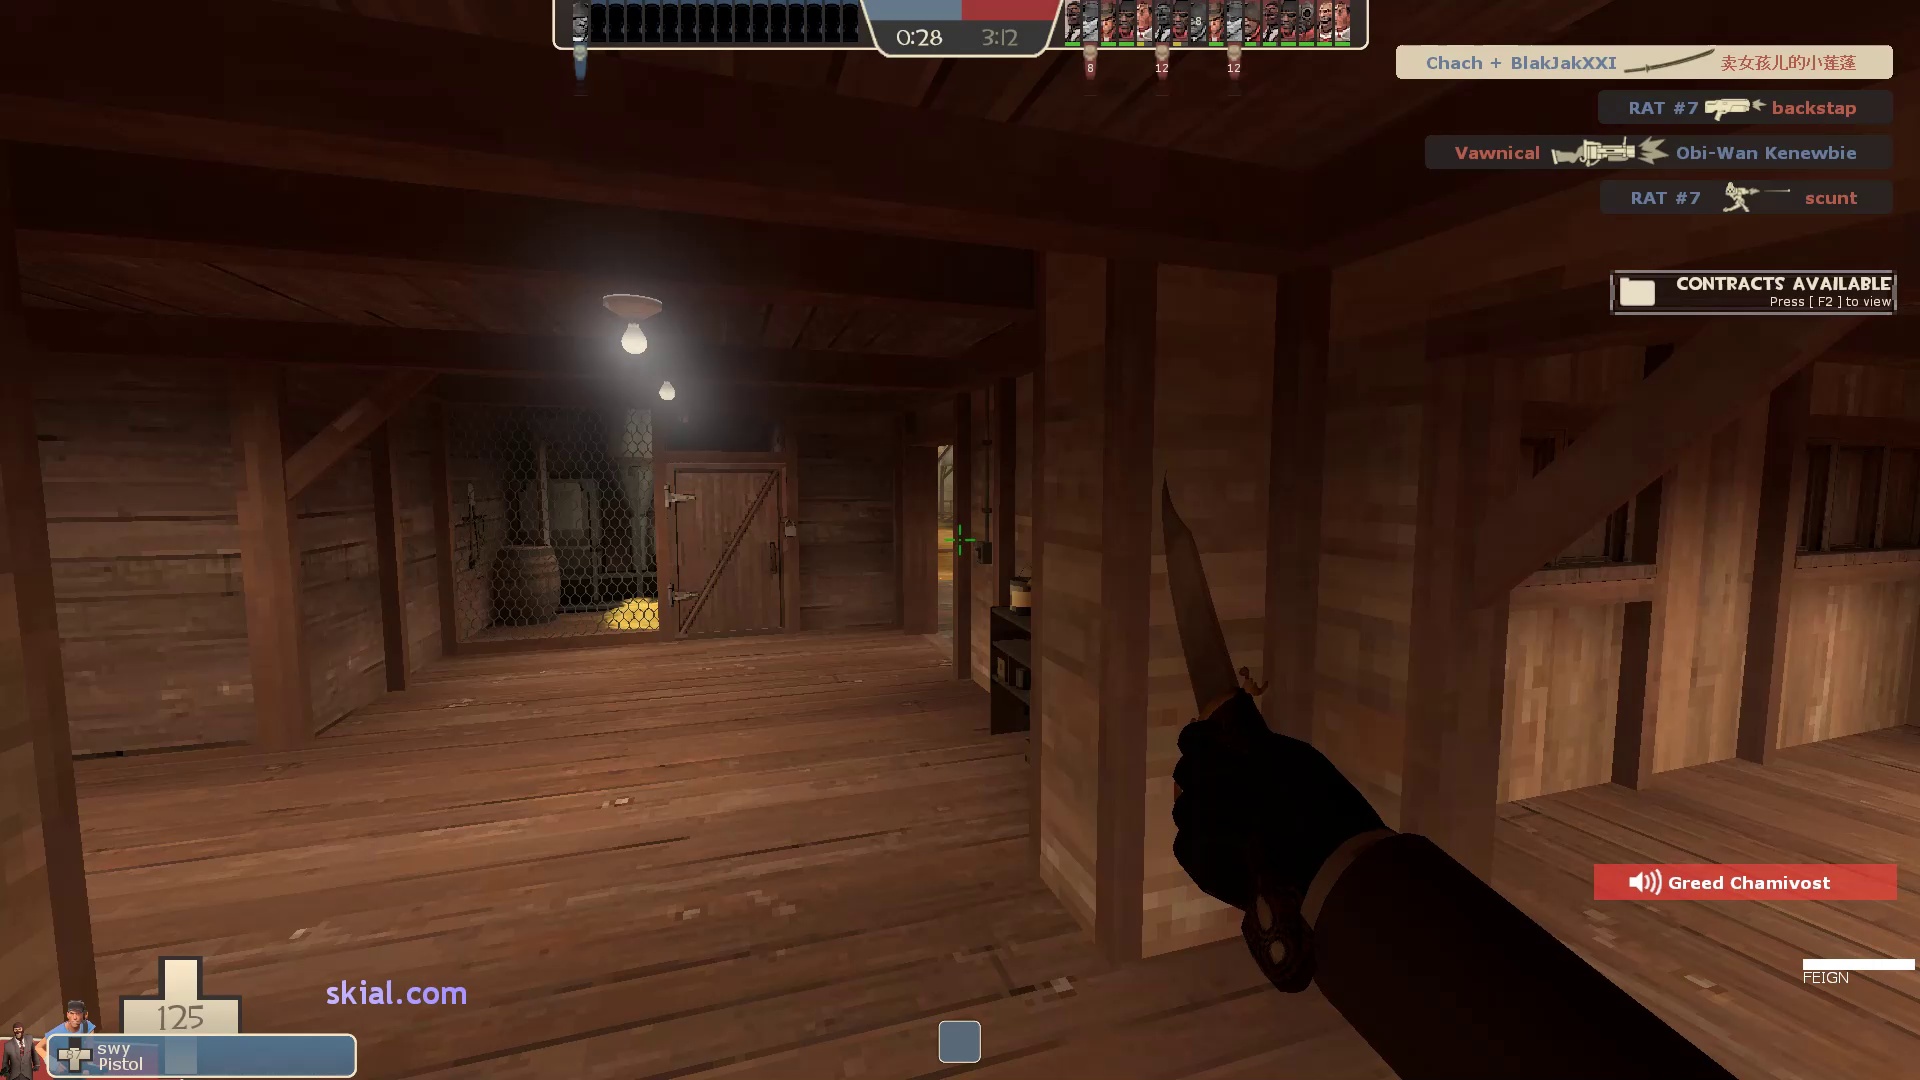 0:28
3:12
8
8
12
12
Chach + BlakJakXXI 卖女孩儿的小莲蓬
RAT #7 backstap
Vawnical Obi-Wan Kenewbie
RAT #7 scunt
CONTRACTS AVAILABLE
Press [ F2 ] to view
Greed Chamivost
FEIGN
skial.com
125
87
swy
Pistol